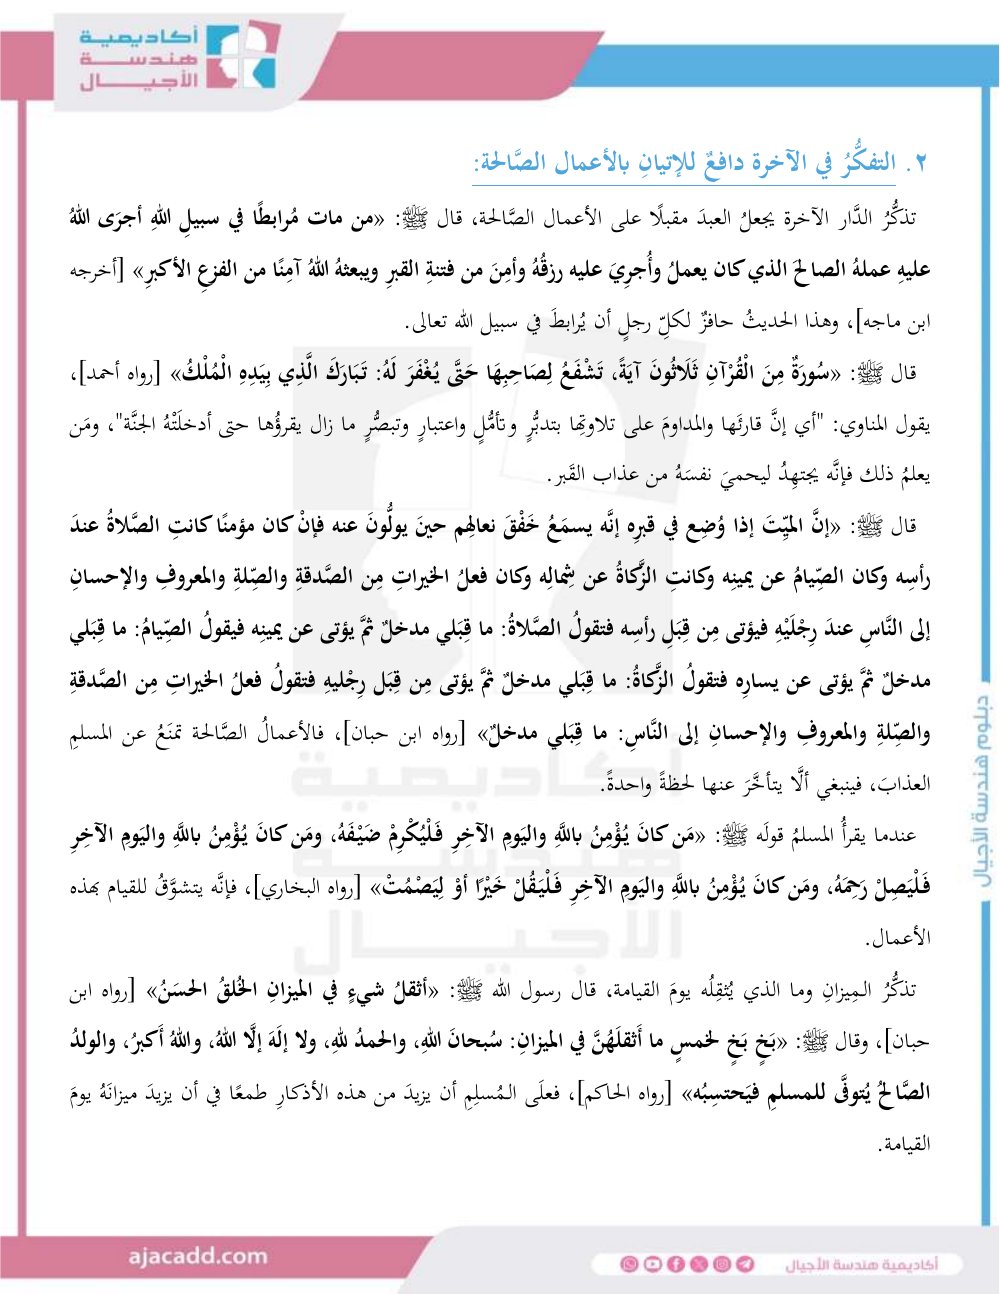 أكاديمية
هندسة
الأجيال
٢. التفكُّرُ في الآخرة دافعٌ للإتيانِ بالأعمال الصَّالحة:
تذكُّرُ الدَّار الآخرة يجعلُ العبدَ مقبلًا على الأعمال الصَّالحة، قال ﷺ: «من مات مُرابطًا في سبيلِ اللهِ أجرَى اللهُ
عليهِ عملهُ الصالحَ الذي كان يعملُ وأُجريَ عليه رزقُهُ وأمِنَ من فتنةِ القبرِ ويبعثهُ اللهُ آمِنًا من الفزعِ الأكبرِ» [أخرجه
ابن ماجه]، وهذا الحديثُ حافزٌ لكلِّ رجلٍ أن يُرابطَ في سبيل الله تعالى.
قال ﷺ: «سُورَةٌ مِنَ الْقُرْآنِ ثَلَاثُونَ آيَةً، تَشْفَعُ لِصَاحِبِهَا حَتَّى يُغْفَرَ لَهُ: تَبَارَكَ الَّذِي بِيَدِهِ الْمُلْكُ» [رواه أحمد]،
يقول المناوي: "أي إنَّ قارئَها والمداومَ على تلاوتِها بتدبُّرٍ وتأمُّلٍ واعتبارٍ وتبصُّرٍ ما زال يقرؤُها حتى أدخلَتْهُ الجنَّة"، ومَن
يعلمُ ذلك فإنَّه يجتهِدُ ليحميَ نفسَهُ من عذاب القَبر.
قال ﷺ: «إنَّ الميِّتَ إذا وُضِع في قبرِه إنَّه يسمَعُ خَفْقَ نعالِهم حينَ يولُّونَ عنه فإنْ كان مؤمنًا كانتِ الصَّلاةُ عندَ
رأسِه وكان الصِّيامُ عن يمينِه وكانتِ الزَّكاةُ عن شِمالِه وكان فعلُ الخيراتِ مِن الصَّدقةِ والصِّلةِ والمعروفِ والإحسانِ
إلى النَّاسِ عندَ رِجْلَيْهِ فيؤتى مِن قِبَلِ رأسِه فتقولُ الصَّلاةُ: ما قِبَلي مدخلٌ ثمَّ يؤتى عن يمينِه فيقولُ الصِّيامُ: ما قِبَلي
مدخلٌ ثمَّ يؤتى عن يسارِه فتقولُ الزَّكاةُ: ما قِبَلي مدخلٌ ثمَّ يؤتى مِن قِبَل رِجْليهِ فتقولُ فعلُ الخيراتِ مِن الصَّدقةِ
والصِّلةِ والمعروفِ والإحسانِ إلى النَّاسِ: ما قِبَلي مدخلٌ» [رواه ابن حبان]، فالأعمالُ الصَّالحة تمنَعُ عن المسلمِ
العذابَ، فينبغي ألَّا يتأخَّرَ عنها لحظةً واحدةً.
عندما يقرأُ المسلمُ قولَه ﷺ: «مَن كانَ يُؤْمِنُ باللَّهِ واليَومِ الآخِرِ فَلْيُكْرِمْ ضَيْفَهُ، ومَن كانَ يُؤْمِنُ باللَّهِ واليَومِ الآخِرِ
فَلْيَصِلْ رَحِمَهُ، ومَن كانَ يُؤْمِنُ باللَّهِ واليَومِ الآخِرِ فَلْيَقُلْ خَيْرًا أوْ لِيَصْمُتْ» [رواه البخاري]، فإنَّه يتشوَّقُ للقيام بهذه
الأعمال.
تذكُّرُ المِيزانِ وما الذي يُثقِلُه يومَ القيامة، قال رسول الله ﷺ: «أثقلُ شيءٍ في الميزانِ الخُلقُ الحسَنُ» [رواه ابن
حبان]، وقال ﷺ: «بَخٍ بَخٍ لخمسٍ ما أَثقلَهُنَّ في الميزانِ: سُبحانَ اللهِ، والحمدُ للهِ، ولا إلَهَ إلَّا اللهُ، واللهُ أَكبرُ، والولدُ
الصَّالحُ يُتوفَّى للمسلمِ فيَحتسِبُه» [رواه الحاكم]، فعلَى المُسلِمِ أن يزيدَ من هذه الأذكارِ طمعًا في أن يزيدَ ميزانَهُ يومَ
القيامة.
دبلوم هندسة الأجيال
أكاديمية
هندسة
الأجيال
ajacadd.com
أكاديمية هندسة الأجيال